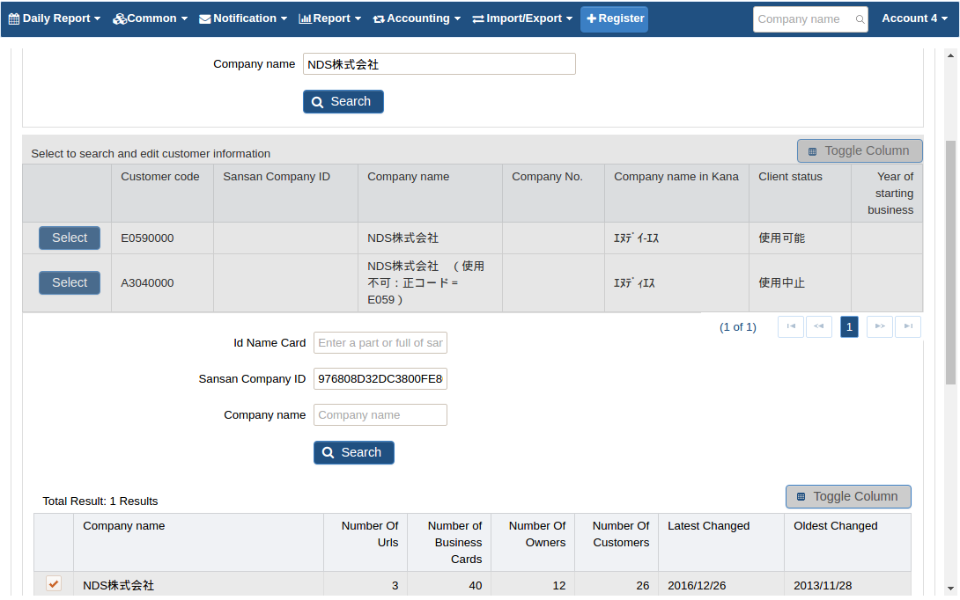 Daily Report Common Notification Report Accounting Import/Export Register Company name Account 4
Company name NDS株式会社
Search
Select to search and edit customer information Toggle Column
Customer code Sansan Company ID Company name Company No. Company name in Kana Client status Year of
starting
business
Select E0590000 NDS株式会社 ｴﾇﾃﾞｲｰｴｽ 使用可能
Select A3040000 NDS株式会社 （使用
不可：正コード＝
E059） ｴﾇﾃﾞｨｴｽ 使用中止
(1 of 1) 1
Id Name Card Enter a part or full of sar
Sansan Company ID 976808D32DC3800FE8
Company name Company name
Search
Total Result: 1 Results Toggle Column
Company name Number Of
Urls Number of
Business
Cards Number Of
Owners Number Of
Customers Latest Changed Oldest Changed
NDS株式会社 3 40 12 26 2016/12/26 2013/11/28